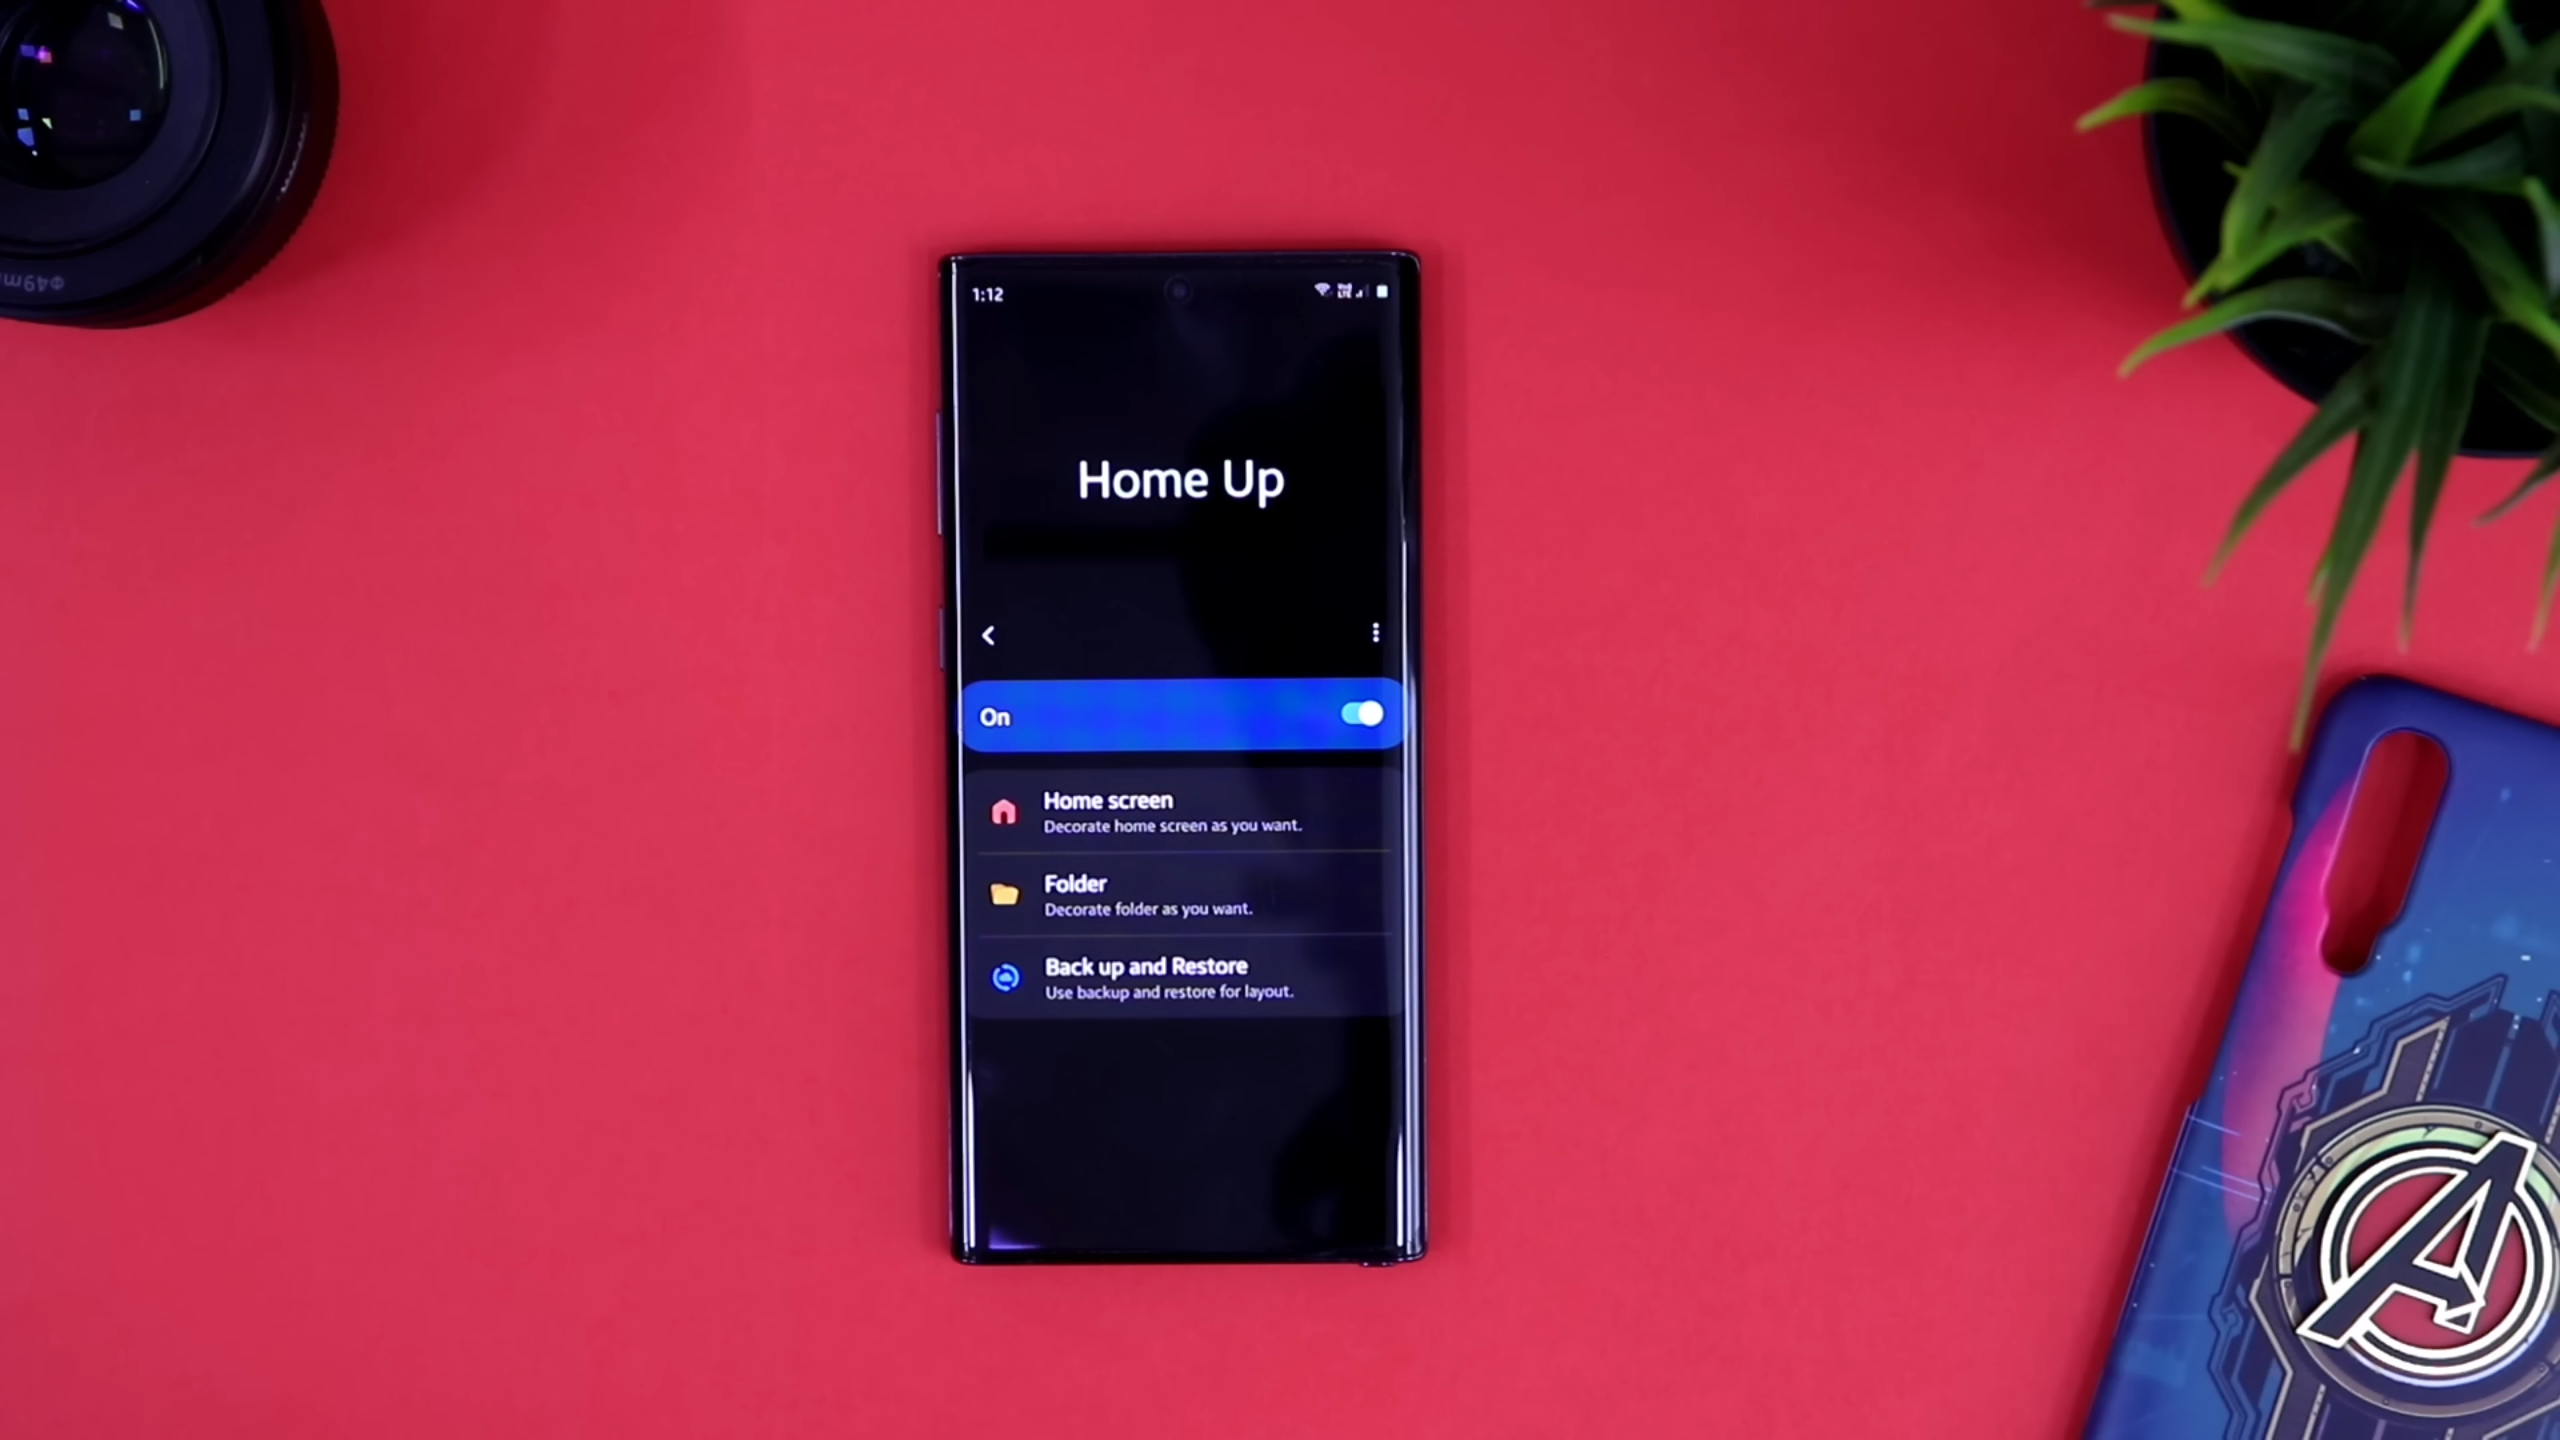 1:12
Home Up
On
Home screen
Decorate home screen as you want.
Folder
Decorate folder as you want.
Back up and Restore
Use backup and restore for layout.
Φ49m